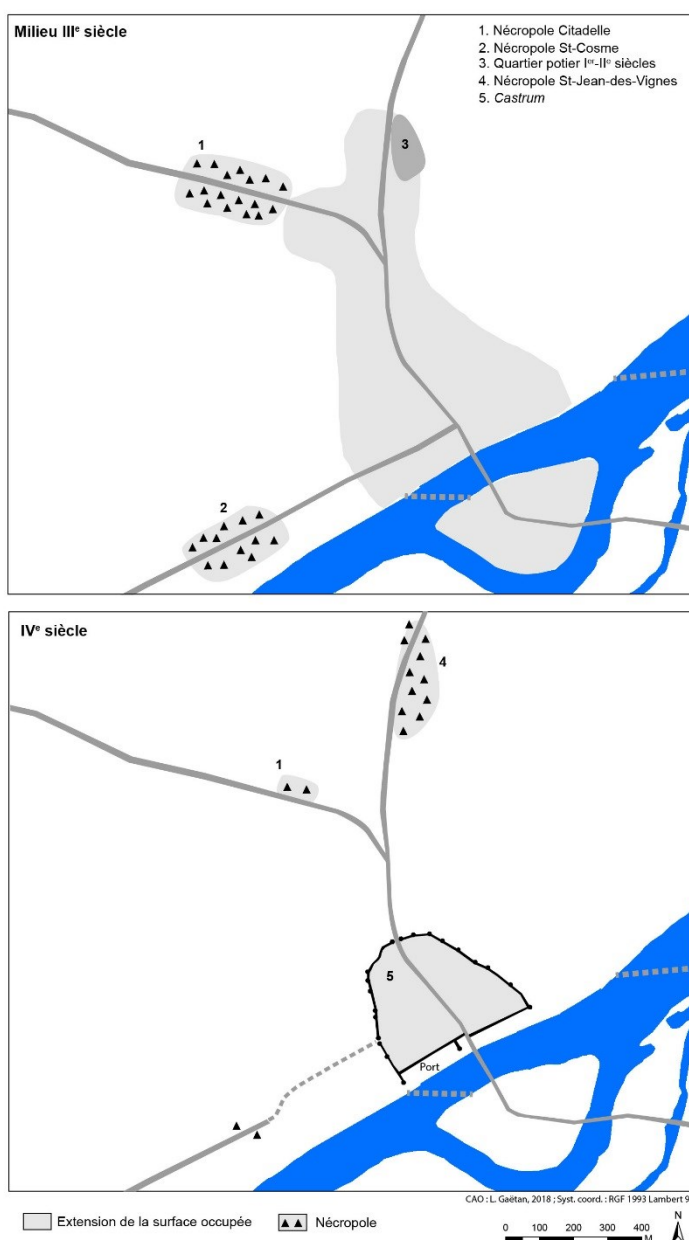 Milieu IIIe siècle
1. Nécropole Citadelle
2. Nécropole St-Cosme
3. Quartier potier Ier-IIe siècles
4. Nécropole St-Jean-des-Vignes
5. Castrum
1
3
2
IVe siècle
4
1
5
Port
CAO : L. Gaëtan, 2018 ; Syst. coord. : RGF 1993 Lambert 9
Extension de la surface occupée
Nécropole
0 100 200 300 400
M
N